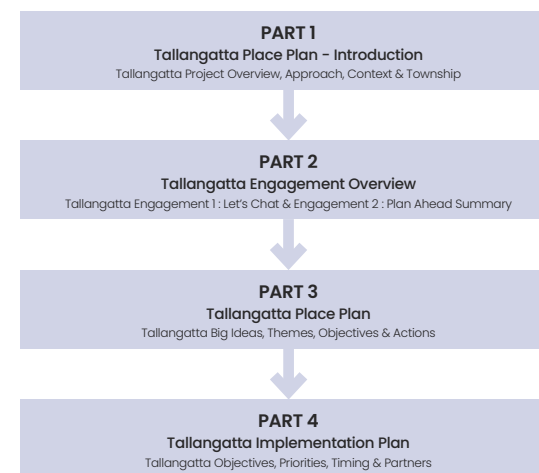 PART 1
Tallangatta Place Plan - Introduction
Tallangatta Project Overview, Approach, Context & Township
PART 2
Tallangatta Engagement Overview
Tallangatta Engagement 1 : Let's Chat & Engagement 2 : Plan Ahead Summary
PART 3
Tallangatta Place Plan
Tallangatta Big Ideas, Themes, Objectives & Actions
PART 4
Tallangatta Implementation Plan
Tallangatta Objectives, Priorities, Timing & Partners